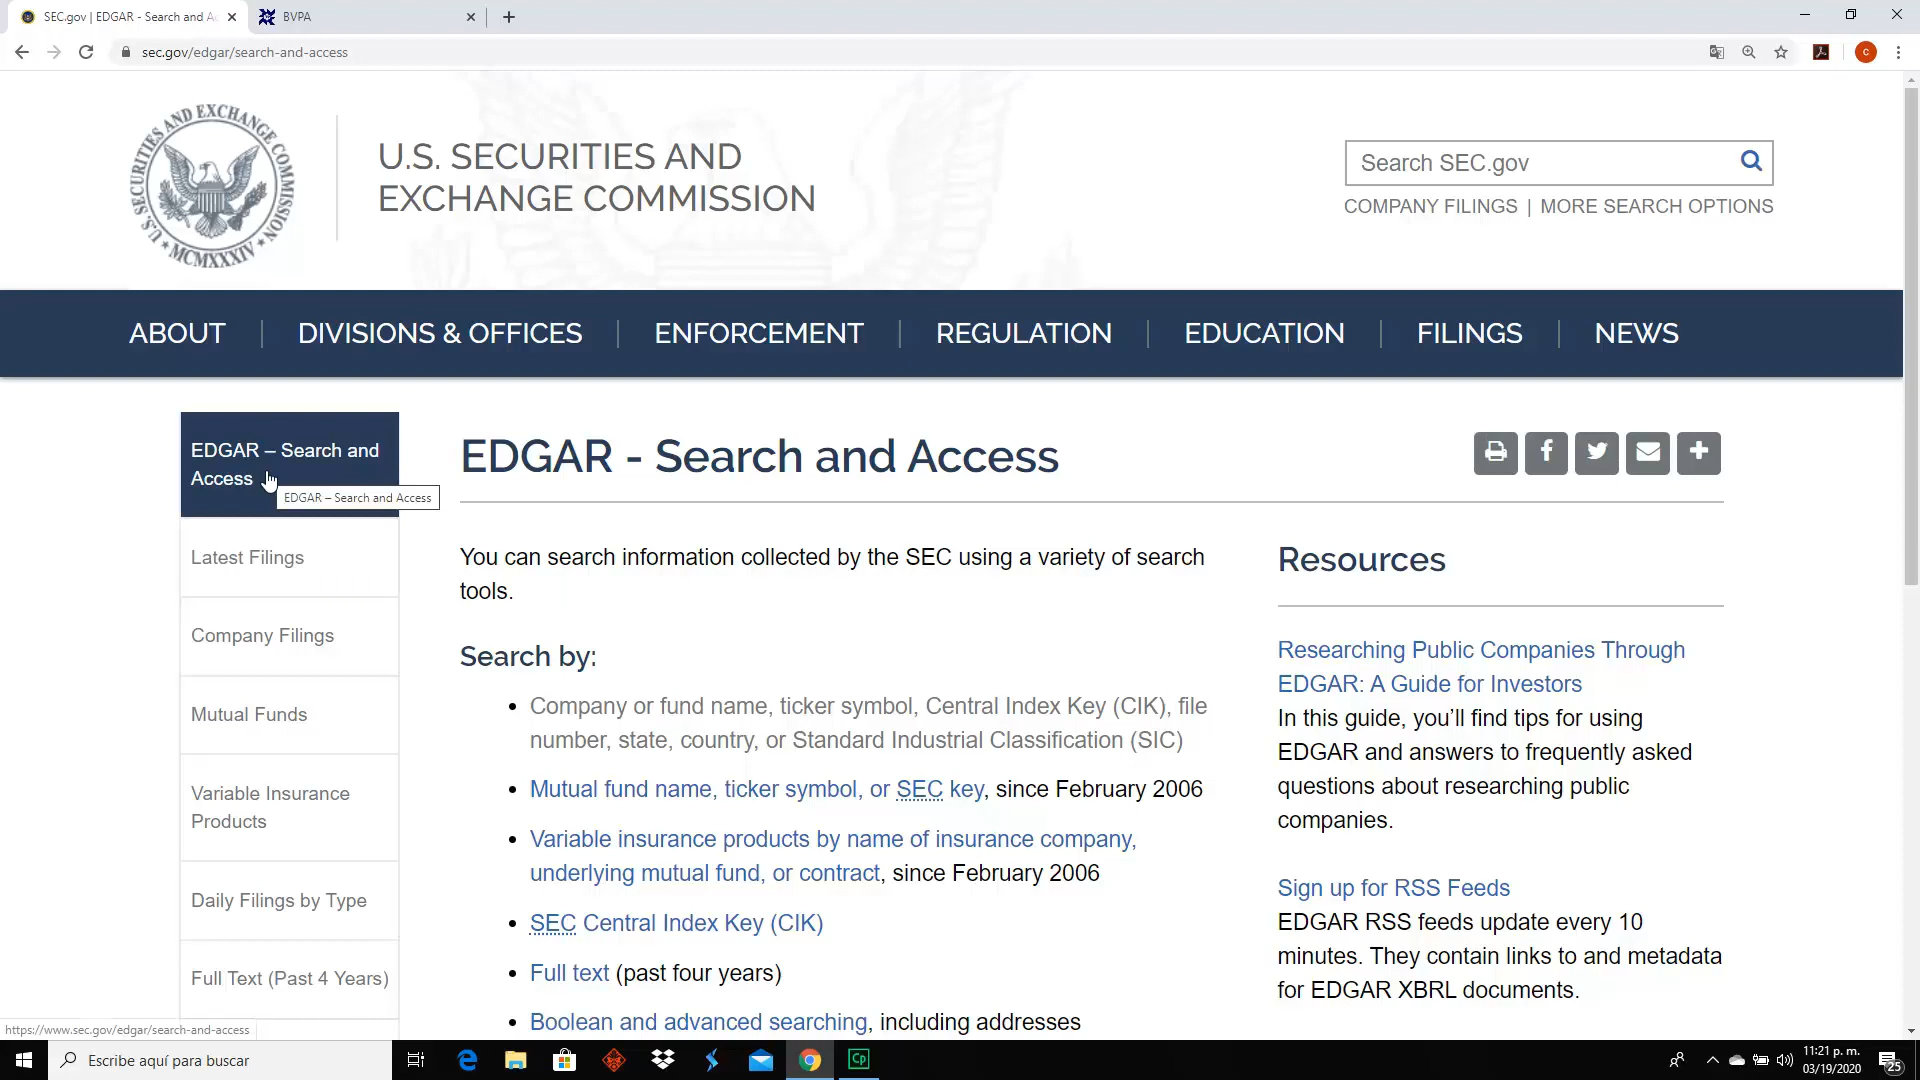 SEC.gov | EDGAR - Search and Ac
BVPA
sec.gov/edgar/search-and-access
C
U.S. SECURITIES AND EXCHANGE COMMISSION
MCMXXXIV
U.S. SECURITIES AND
EXCHANGE COMMISSION
Search SEC.gov
COMPANY FILINGS | MORE SEARCH OPTIONS
ABOUT
DIVISIONS & OFFICES
ENFORCEMENT
REGULATION
EDUCATION
FILINGS
NEWS
EDGAR – Search and
Access
EDGAR – Search and Access
Latest Filings
Company Filings
Mutual Funds
Variable Insurance
Products
Daily Filings by Type
Full Text (Past 4 Years)
EDGAR - Search and Access
You can search information collected by the SEC using a variety of search
tools.
Search by:
• Company or fund name, ticker symbol, Central Index Key (CIK), file
number, state, country, or Standard Industrial Classification (SIC)
• Mutual fund name, ticker symbol, or SEC key, since February 2006
• Variable insurance products by name of insurance company,
underlying mutual fund, or contract, since February 2006
• SEC Central Index Key (CIK)
• Full text (past four years)
• Boolean and advanced searching, including addresses
Resources
Researching Public Companies Through
EDGAR: A Guide for Investors
In this guide, you’ll find tips for using
EDGAR and answers to frequently asked
questions about researching public
companies.
Sign up for RSS Feeds
EDGAR RSS feeds update every 10
minutes. They contain links to and metadata
for EDGAR XBRL documents.
https://www.sec.gov/edgar/search-and-access
Escribe aquí para buscar
Cp
11:21 p. m.
03/19/2020
25